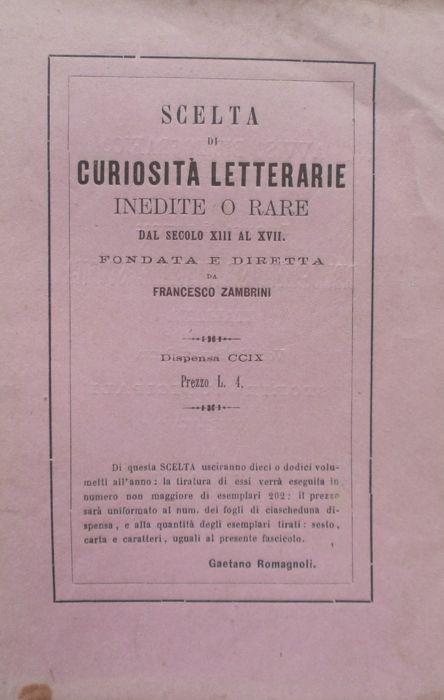 SCELTA
DI
CURIOSITÀ LETTERARIE
INEDITE O RARE
DAL SECOLO XIII AL XVII.
FONDATA E DIRETTA
DA
FRANCESCO ZAMBRINI
Dispensa CCIX
Prezzo L. 4.
Di questa SCELTA usciranno dieci o dodici volu-
metti all'anno: la tiratura di essi verrà eseguita in
numero non maggiore di esemplari 202: il prezzo
sarà uniformato al num. dei fogli di ciascheduna di-
spensa, e alla quantità degli esemplari tirati: sesto,
carta e caratteri, uguali al presente fascicolo.
Gaetano Romagnoli.